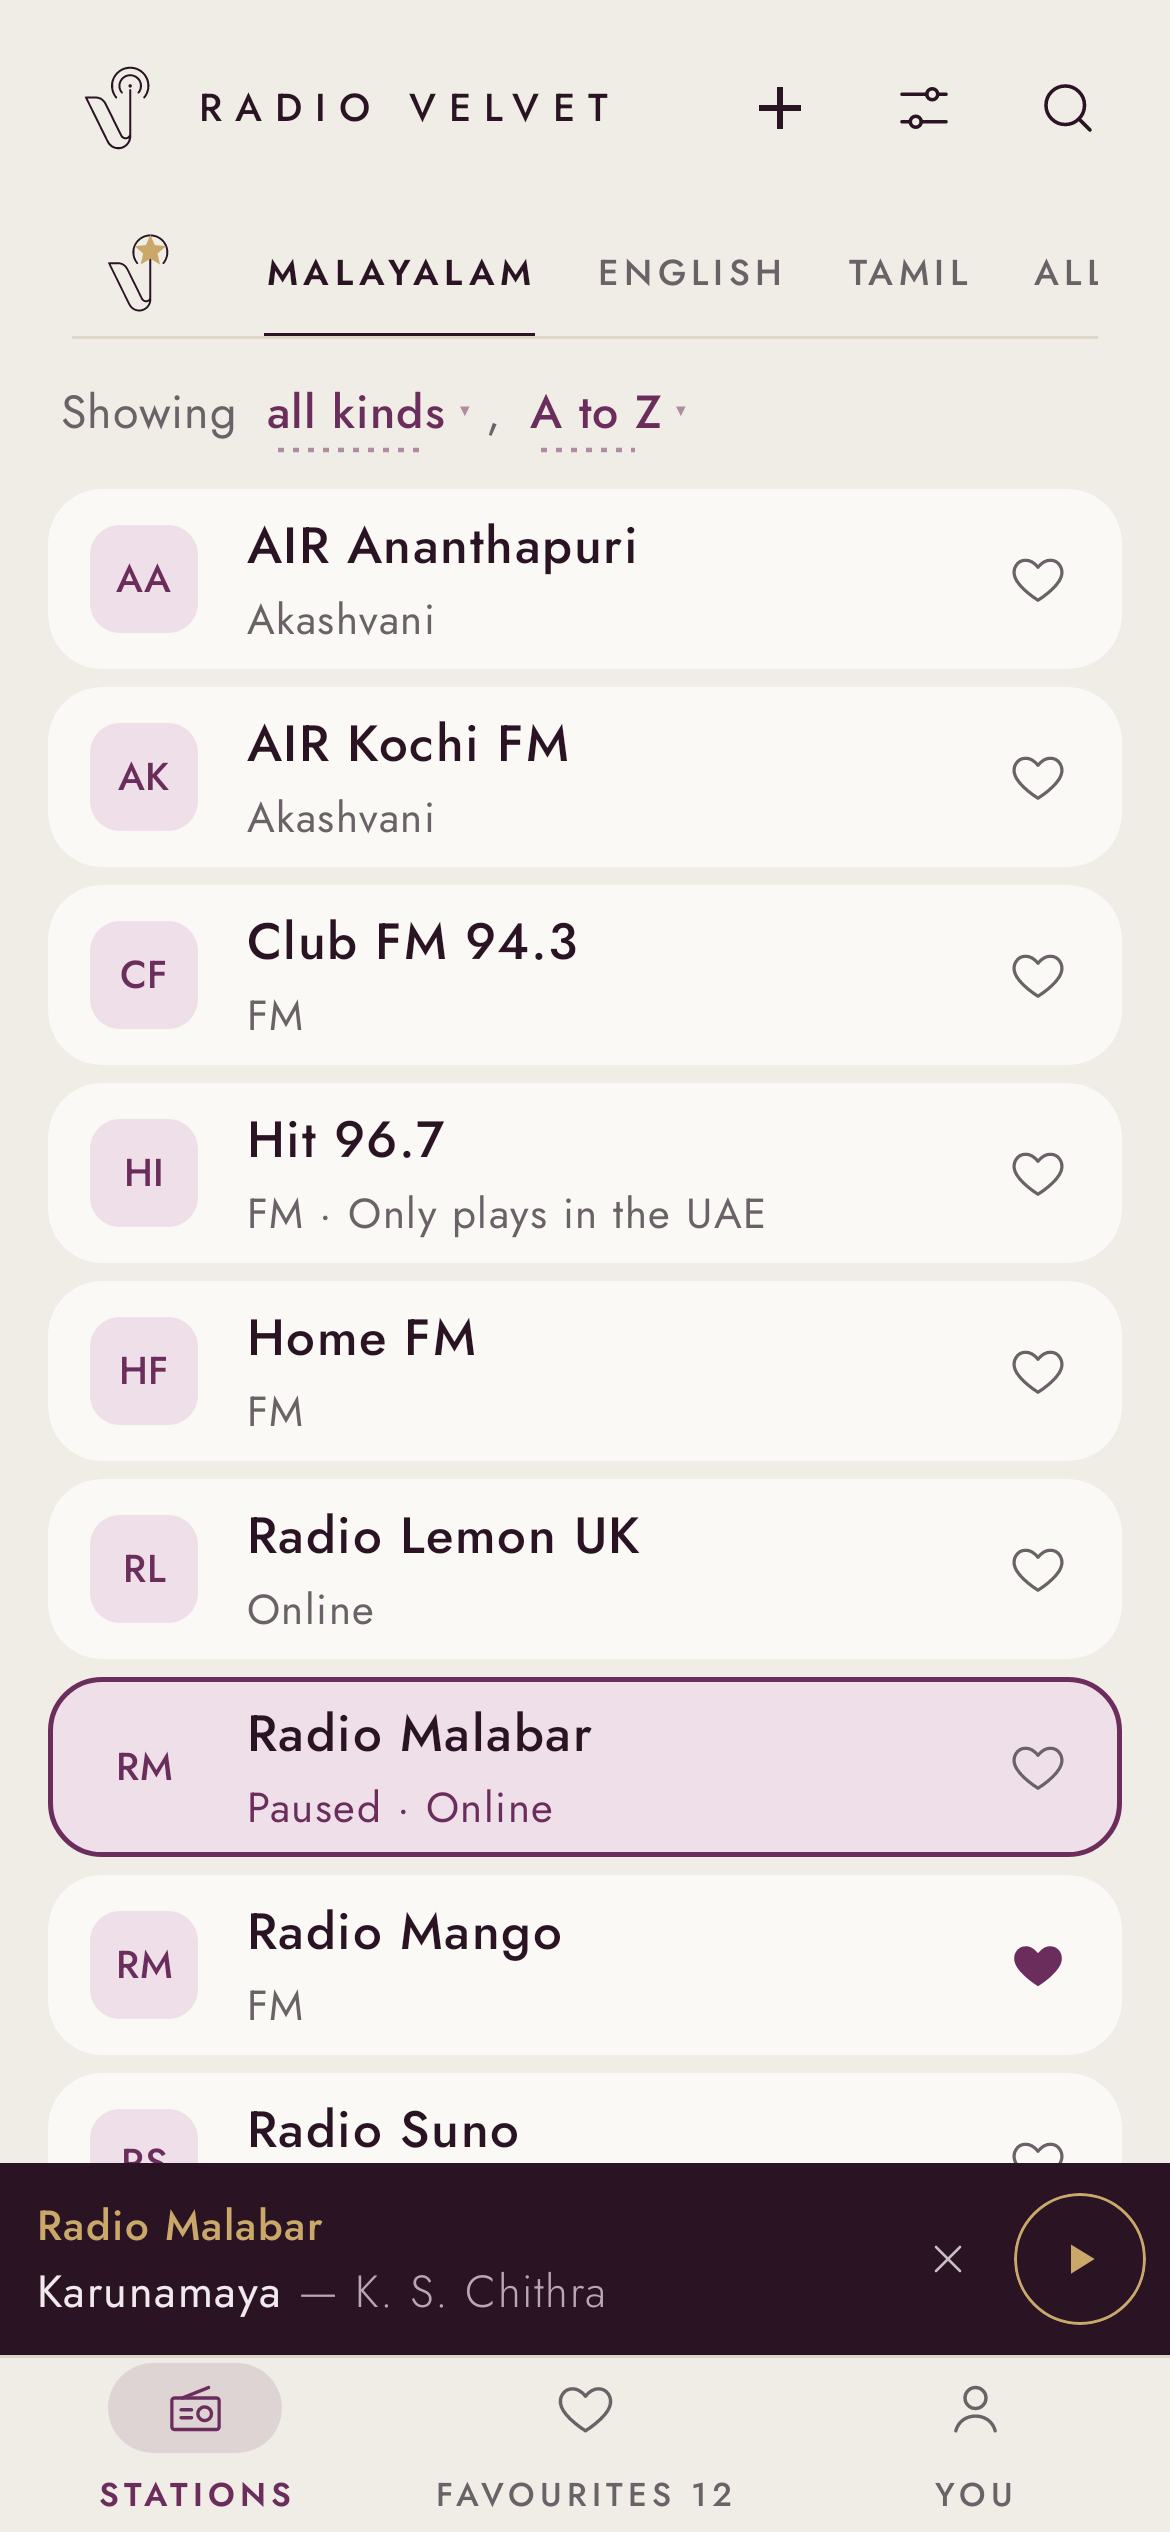 RADIO VELVET
MALAYALAM ENGLISH TAMIL ALL
Showing all kinds ▾ , A to Z ▾
AA
AIR Ananthapuri
Akashvani
AK
AIR Kochi FM
Akashvani
CF
Club FM 94.3
FM
HI
Hit 96.7
FM · Only plays in the UAE
HF
Home FM
FM
RL
Radio Lemon UK
Online
RM
Radio Malabar
Paused · Online
RM
Radio Mango
FM
RS
Radio Suno
Radio Malabar
Karunamaya — K. S. Chithra
STATIONS FAVOURITES 12 YOU